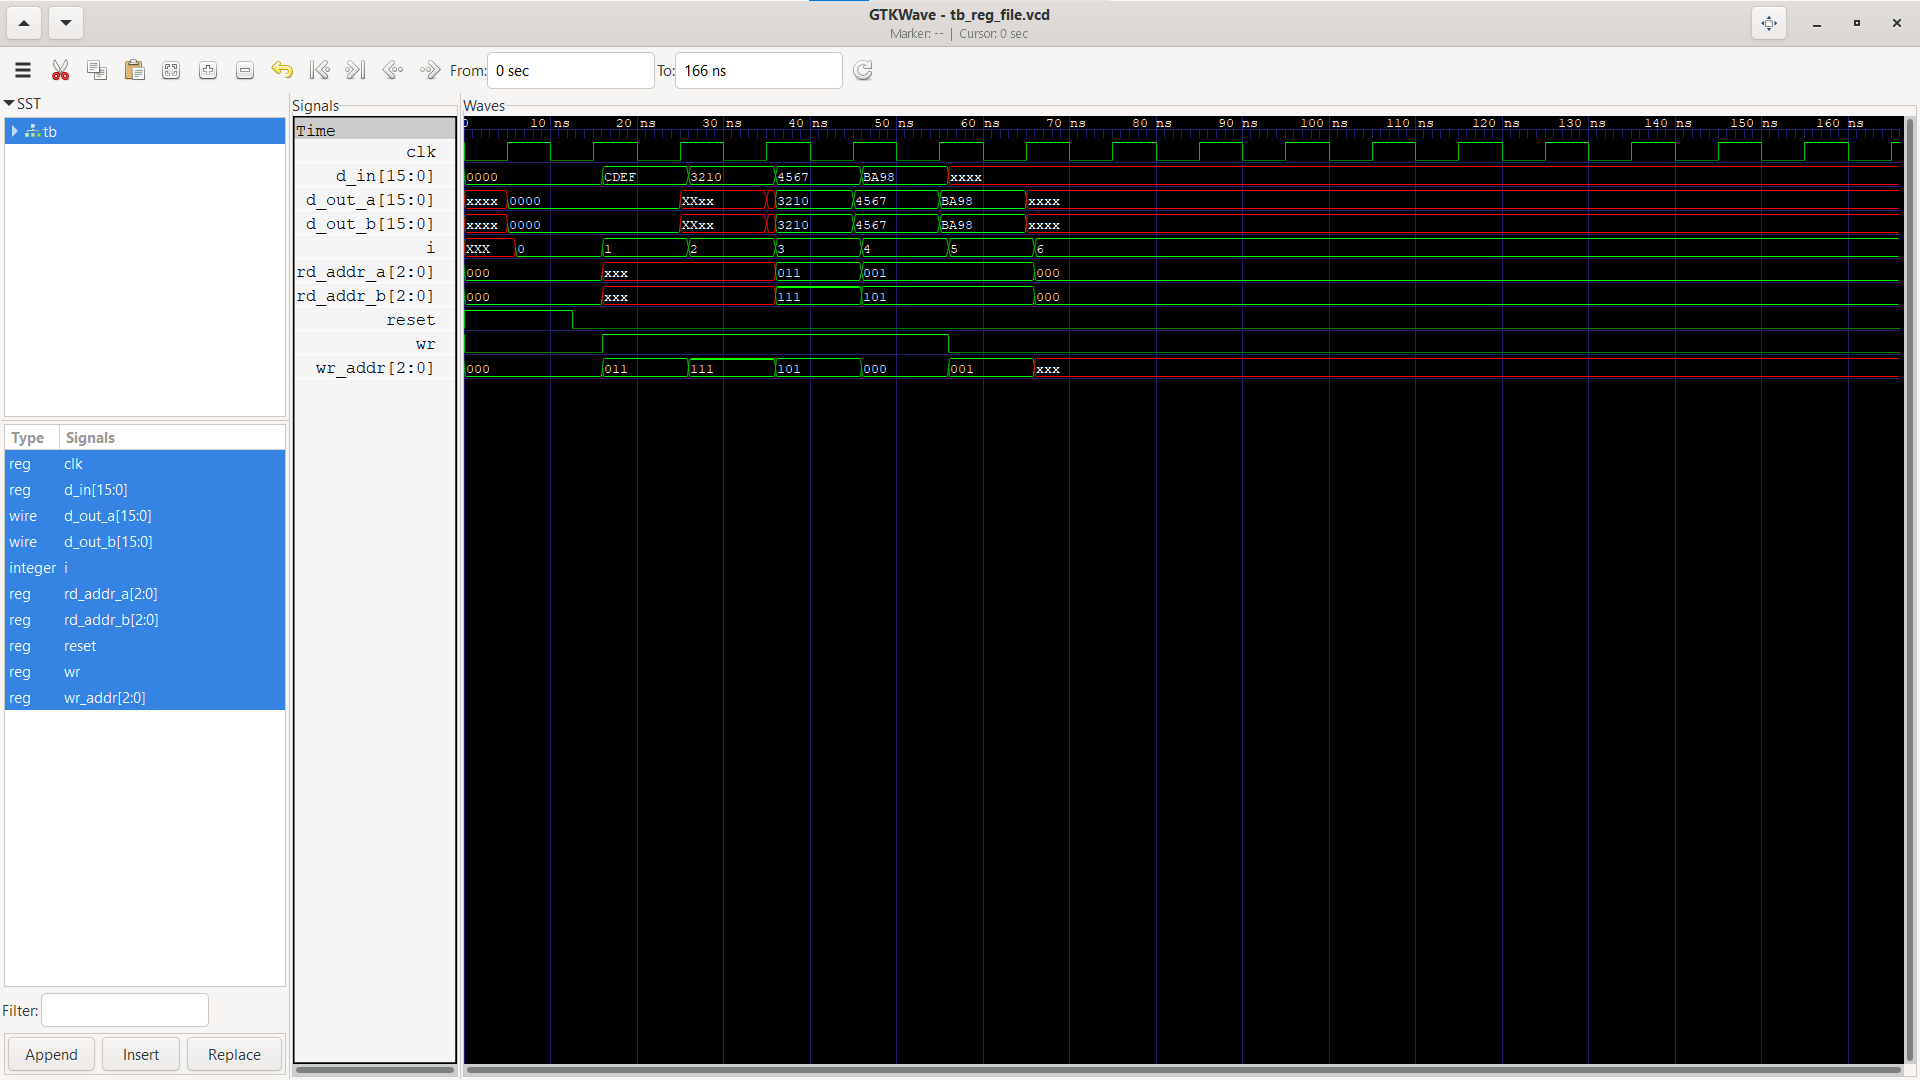 GTKWave - tb_reg_file.vcd
Marker: -- | Cursor: 0 sec
From: 0 sec To: 166 ns
SST
tb
Type Signals
reg clk
reg d_in[15:0]
wire d_out_a[15:0]
wire d_out_b[15:0]
integer i
reg rd_addr_a[2:0]
reg rd_addr_b[2:0]
reg reset
reg wr
reg wr_addr[2:0]
Filter:
Append Insert Replace
Signals
Time
clk
d_in[15:0]
d_out_a[15:0]
d_out_b[15:0]
i
rd_addr_a[2:0]
rd_addr_b[2:0]
reset
wr
wr_addr[2:0]
Waves
0 10 ns 20 ns 30 ns 40 ns 50 ns 60 ns 70 ns 80 ns 90 ns 100 ns 110 ns 120 ns 130 ns 140 ns 150 ns 160 ns
0000 CDEF 3210 4567 BA98 xxxx
xxxx 0000 XXxx 3210 4567 BA98 xxxx
xxxx 0000 XXxx 3210 4567 BA98 xxxx
XXX 0 1 2 3 4 5 6
000 xxx 011 001 000
000 xxx 111 101 000
000 011 111 101 000 001 xxx